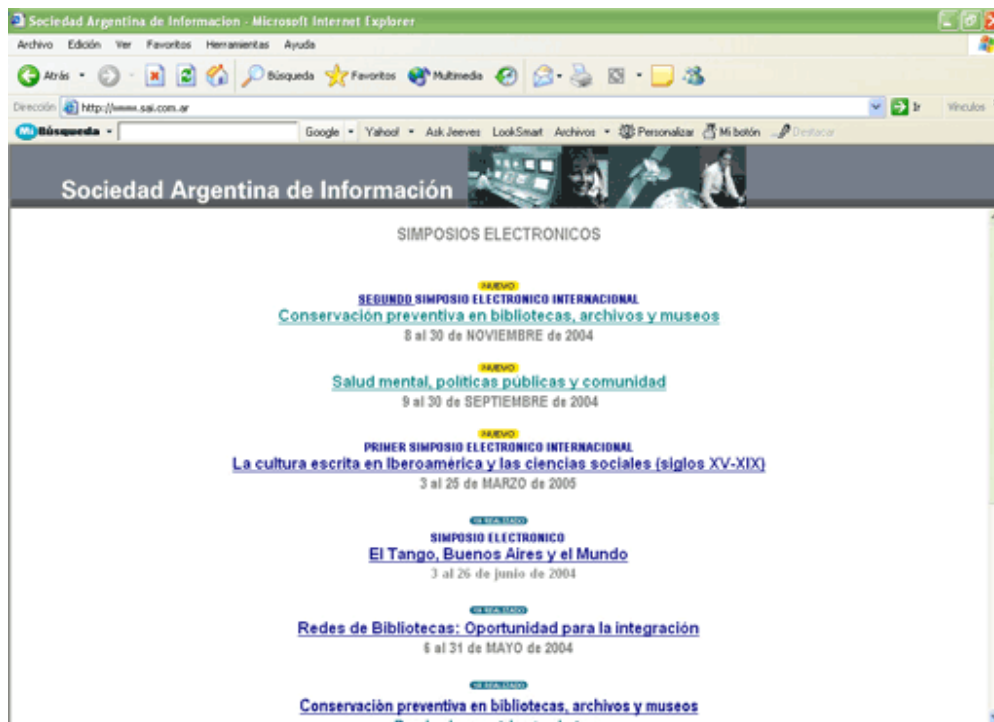 Sociedad Argentina de Informacion - Microsoft Internet Explorer
Archivo Edición Ver Favoritos Herramientas Ayuda
Atrás Búsqueda Favoritos Multimedia
Dirección http://www.sai.com.ar Ir Vínculos
Mi Búsqueda Google Yahoo! Ask Jeeves LookSmart Archivos Personalizar Mi botón Destacar
Sociedad Argentina de Información
SIMPOSIOS ELECTRONICOS
NUEVO
SEGUNDO SIMPOSIO ELECTRONICO INTERNACIONAL
Conservación preventiva en bibliotecas, archivos y museos
8 al 30 de NOVIEMBRE de 2004
NUEVO
Salud mental, políticas públicas y comunidad
9 al 30 de SEPTIEMBRE de 2004
NUEVO
PRIMER SIMPOSIO ELECTRONICO INTERNACIONAL
La cultura escrita en Iberoamérica y las ciencias sociales (siglos XV-XIX)
3 al 25 de MARZO de 2005
YA REALIZADO
SIMPOSIO ELECTRONICO
El Tango, Buenos Aires y el Mundo
3 al 26 de junio de 2004
YA REALIZADO
Redes de Bibliotecas: Oportunidad para la integración
6 al 31 de MAYO de 2004
YA REALIZADO
Conservación preventiva en bibliotecas, archivos y museos